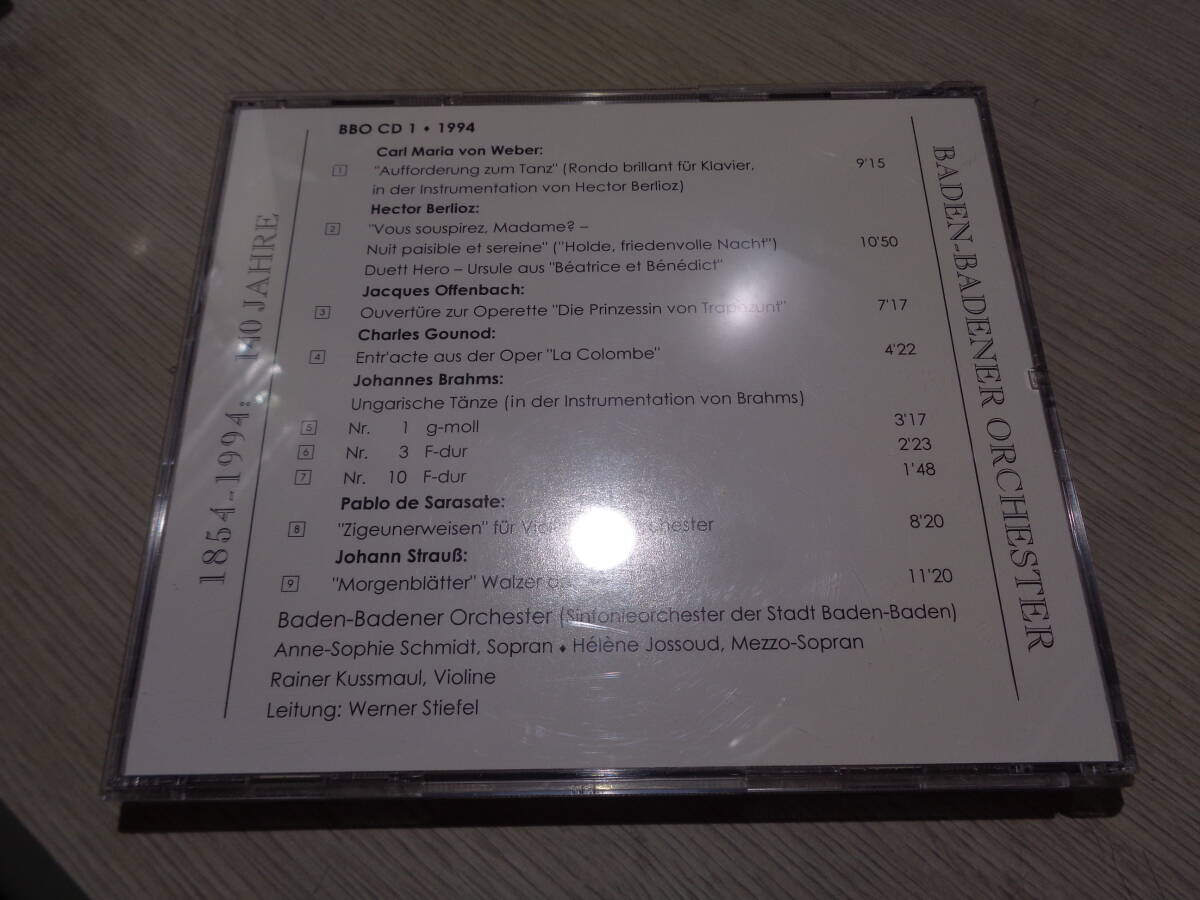 BBO CD 1 ♦ 1994
Carl Maria von Weber:
1 "Aufforderung zum Tanz" (Rondo brillant für Klavier, 9'15
in der Instrumentation von Hector Berlioz)
Hector Berlioz:
2 "Vous souspirez, Madame? –
Nuit paisible et sereine" ("Holde, friedenvolle Nacht") 10'50
Duett Hero – Ursule aus "Béatrice et Bénédict"
Jacques Offenbach:
3 Ouvertüre zur Operette "Die Prinzessin von Trapezunt" 7'17
Charles Gounod:
4 Entr'acte aus der Oper "La Colombe" 4'22
Johannes Brahms:
Ungarische Tänze (in der Instrumentation von Brahms)
5 Nr. 1 g-moll 3'17
6 Nr. 3 F-dur 2'23
7 Nr. 10 F-dur 1'48
Pablo de Sarasate:
8 "Zigeunerweisen" für 8'20
Johann Strauß:
9 "Morgenblätter" Walzer 11'20
Baden-Badener Orchester (Sinfonieorchester der Stadt Baden-Baden)
Anne-Sophie Schmidt, Sopran ♦ Hélène Jossoud, Mezzo-Sopran
Rainer Kussmaul, Violine
Leitung: Werner Stiefel
1854-1994: 140 JAHRE
BADEN-BADENER ORCHESTER